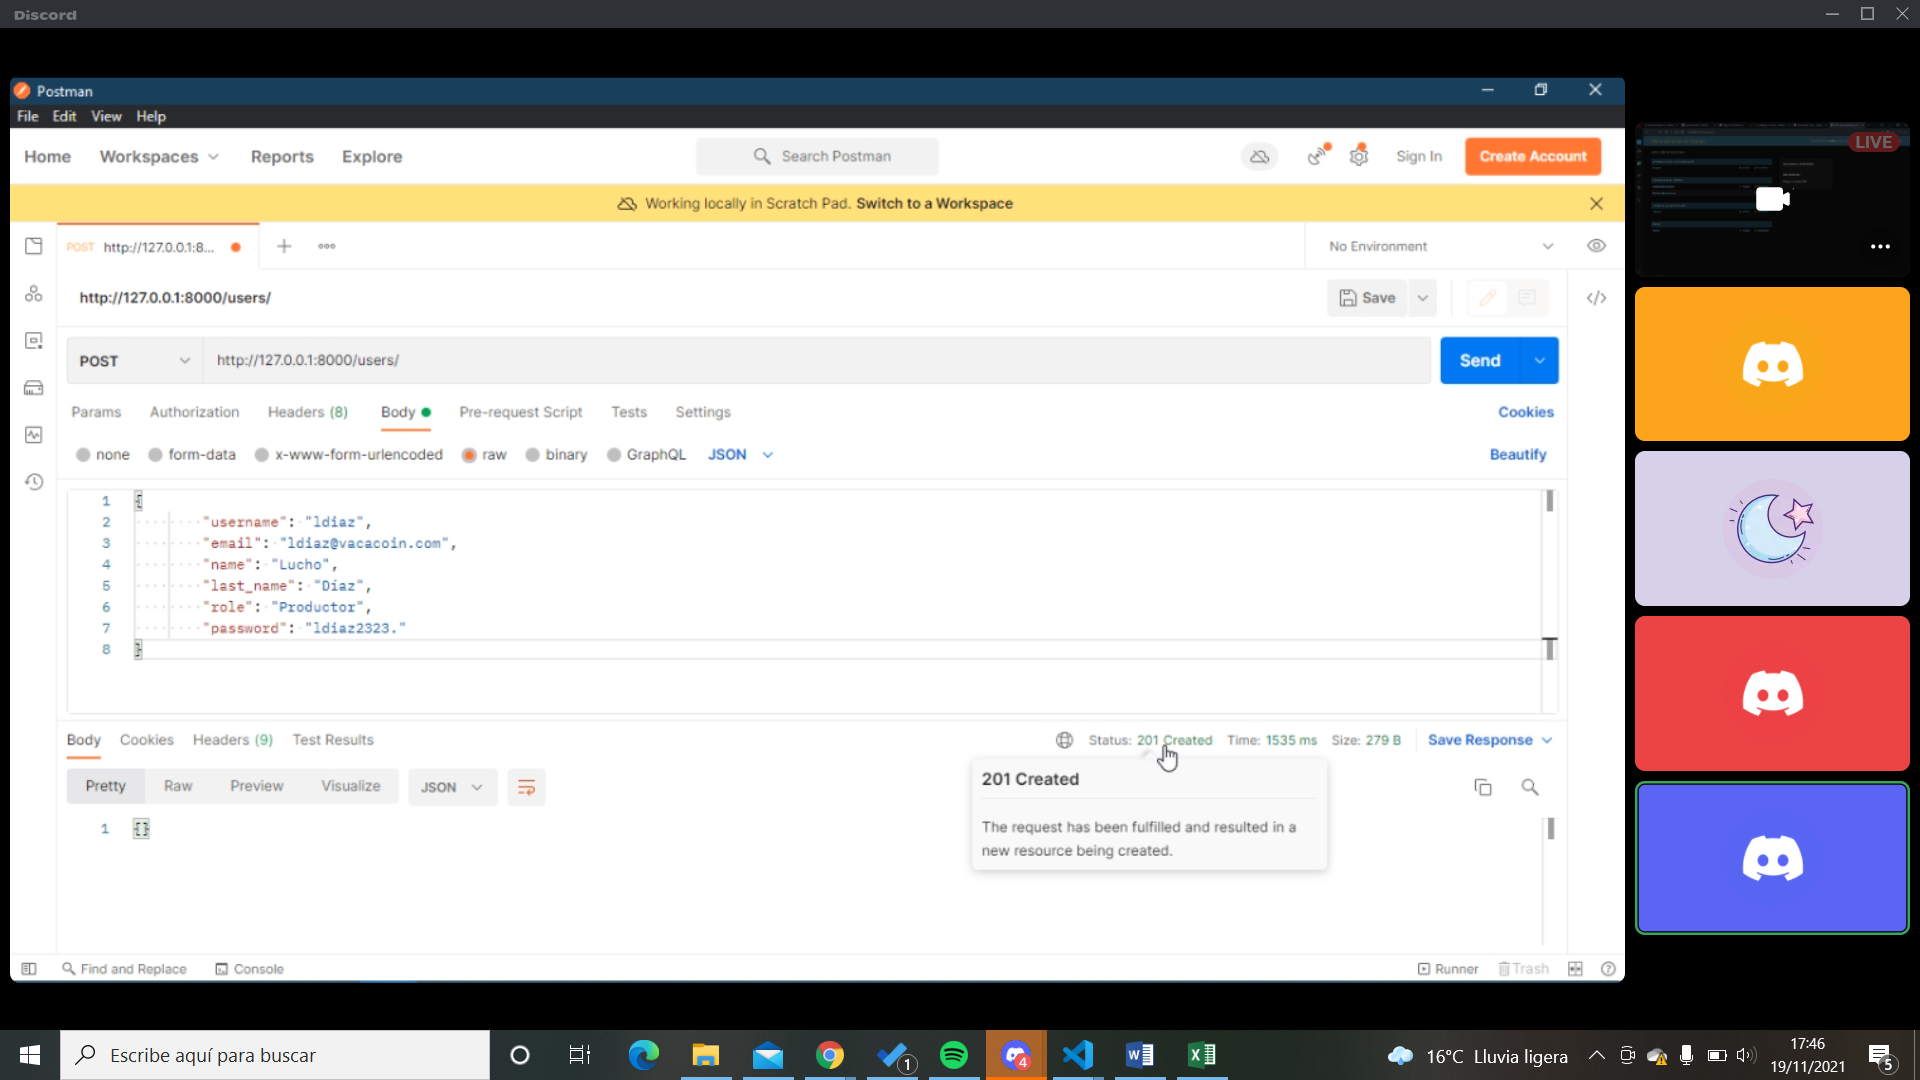 Discord
Postman
File Edit View Help
Home Workspaces Reports Explore Search Postman Sign In Create Account
LIVE
Working locally in Scratch Pad. Switch to a Workspace
POST http://127.0.0.1:8... No Environment
http://127.0.0.1:8000/users/ Save
POST http://127.0.0.1:8000/users/ Send
Params Authorization Headers (8) Body Pre-request Script Tests Settings Cookies
none form-data x-www-form-urlencoded raw binary GraphQL JSON Beautify
1 {
2 "username": "ldiaz",
3 "email": "ldiaz@vacacoin.com",
4 "name": "Lucho",
5 "last_name": "Díaz",
6 "role": "Productor",
7 "password": "ldiaz2323."
8 }
Body Cookies Headers (9) Test Results Status: 201 Created Time: 1535 ms Size: 279 B Save Response
Pretty Raw Preview Visualize JSON
201 Created
The request has been fulfilled and resulted in a
new resource being created.
1 {}
Find and Replace Console Runner Trash
Escribe aquí para buscar 1 4 16°C Lluvia ligera 17:46
19/11/2021 5